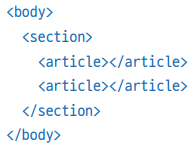 <body>
<section>
<article></article>
<article></article>
</section>
</body>